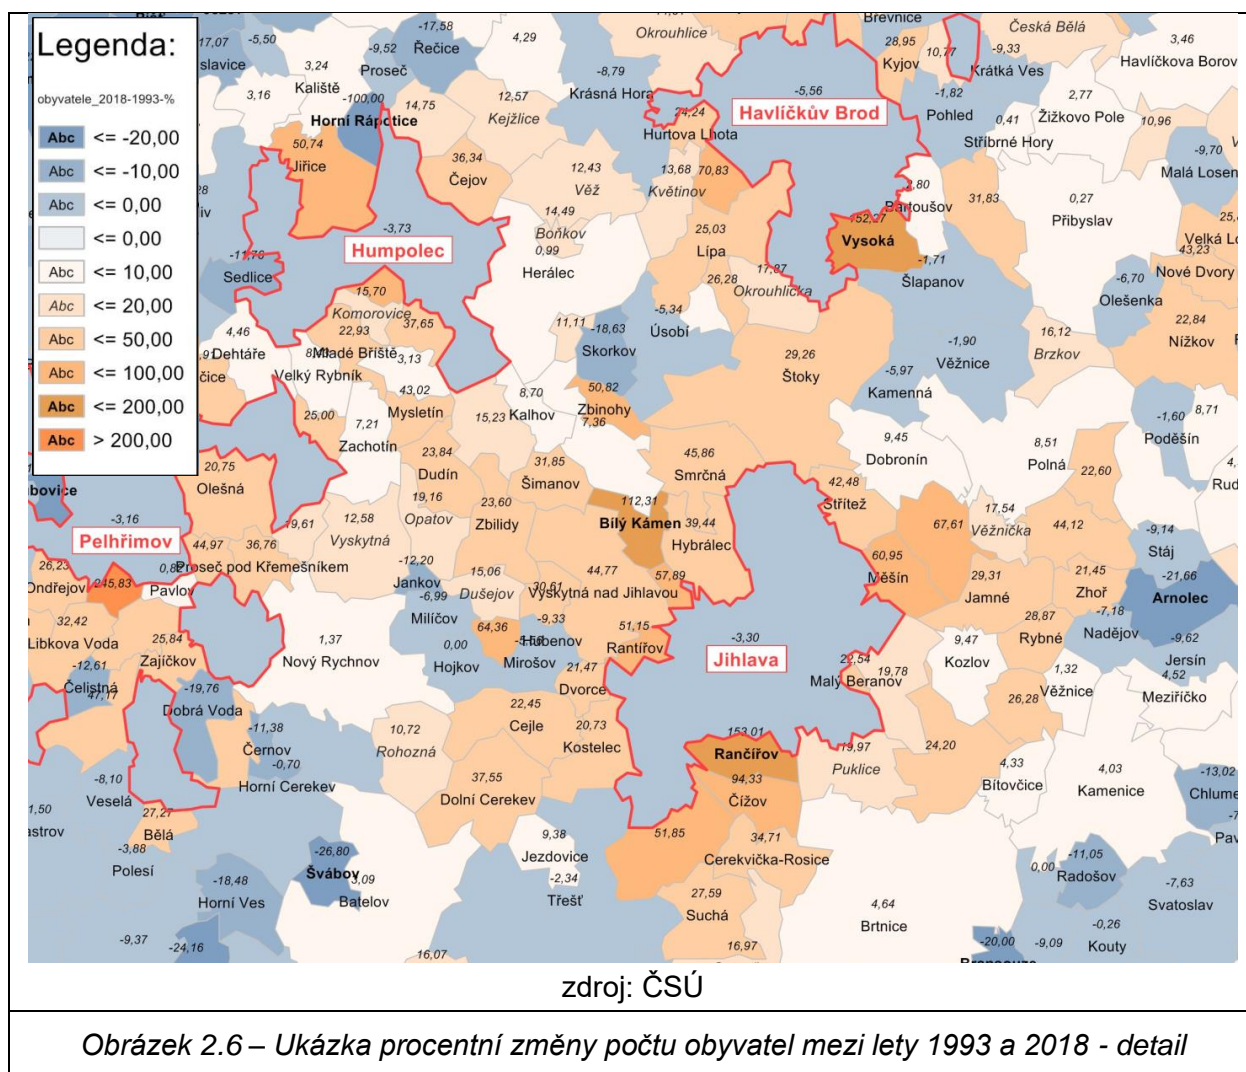 Legenda:
obyvatele_2018-1993-%
Abc <= -20,00
Abc <= -10,00
Abc <= 0,00
<= 0,00
Abc <= 10,00
Abc <= 20,00
Abc <= 50,00
Abc <= 100,00
Abc <= 200,00
Abc > 200,00
-17,58
Řečice
4,29
Okrouhlice
Břevnice
28,95
Kyjov
10,77
Česká Bělá
-9,33
Krátká Ves
3,46
Havlíčkova Borov
17,07
slavice
-5,50
-9,52
Proseč
3,24
Kaliště
3,16
-100,00
Horní Rápotice
14,75
12,57
Kejžlice
-8,79
Krásná Hora
-5,56
Havlíčkův Brod
-1,82
Pohled
2,77
Žižkovo Pole
0,41
Stříbrné Hory
10,96
24,24
Hurtova Lhota
50,74
Jiřice
36,34
Čejov
12,43
Věž
13,68
Květinov
70,83
31,83
-9,70
Malá Losen
Bartoušov
0,27
Přibyslav
14,49
Boňkov
0,99
Herálec
25,03
Lípa
Vysoká
-1,71
Šlapanov
Velká Lo
43,23
Nové Dvory
-3,73
Humpolec
Sedlice
26,28
17,87
Okrouhlická
-6,70
Olešenka
15,70
Komorovice
22,93
37,65
Mladé Bříště
3,13
11,11
-18,63
Skorkov
-5,34
Úsobí
22,84
Nížkov
16,12
Brzkov
4,46
Dehtáře
Velký Rybník
29,26
Štoky
-1,90
Věžnice
-5,97
Kamenná
43,02
Mysletín
8,70
Kalhov
15,23
50,82
Zbinohy
7,36
25,00
7,21
Zachotín
-1,60
Poděšín
8,71
9,45
Dobronín
8,51
Polná
22,60
23,84
Dudín
31,85
Šimanov
45,86
Smrčná
20,75
Olešná
42,48
Střítež
19,16
Opatov
23,60
Zbilidy
112,31
Bílý Kámen
39,44
Hybrálec
-3,16
Pelhřimov
19,61
12,58
Vyskytná
67,61
17,54
Věžnička
44,12
-9,14
Stáj
44,97
36,76
Proseč pod Křemešníkem
-12,20
Jankov
15,06
Dušejov
30,61
44,77
Vyskytná nad Jihlavou
57,89
60,95
Měšín
29,31
Jamné
21,45
Zhoř
-21,66
Arnolec
26,23
Ondřejov
245,83
Pavlov
-6,99
Milíčov
64,36
-9,33
Hubenov
Mirošov
51,15
Rantířov
-3,30
Jihlava
28,87
Rybné
-7,18
Nadějov
-9,62
Jersín
32,42
Libkova Voda
25,84
Zajíčkov
1,37
Nový Rychnov
0,00
Hojkov
21,47
Dvorce
22,54
Malý Beranov
19,78
9,47
Kozlov
1,32
Věžnice
4,52
Meziříčko
-12,61
Čelistná
47,17
-19,76
Dobrá Voda
26,28
-11,38
Černov
-0,70
Horní Cerekev
10,72
Rohozná
22,45
Cejle
20,73
Kostelec
153,01
Rančířov
19,97
Puklice
24,20
4,33
Bítovčice
4,03
Kamenice
-13,02
Chlume
-8,10
Veselá
37,55
Dolní Cerekev
94,33
Čížov
27,27
Bělá
9,38
Jezdovice
51,85
34,71
Cerekvička-Rosice
-3,88
Polesí
-26,80
Švábov
3,09
Batelov
-2,34
Třešť
0,00
-11,05
Radošov
-7,63
Svatoslav
-18,48
Horní Ves
27,59
Suchá
4,64
Brtnice
-0,26
Kouty
-9,37
-24,16
16,07
16,97
-20,00
-9,09
zdroj: ČSÚ
Obrázek 2.6 – Ukázka procentní změny počtu obyvatel mezi lety 1993 a 2018 - detail